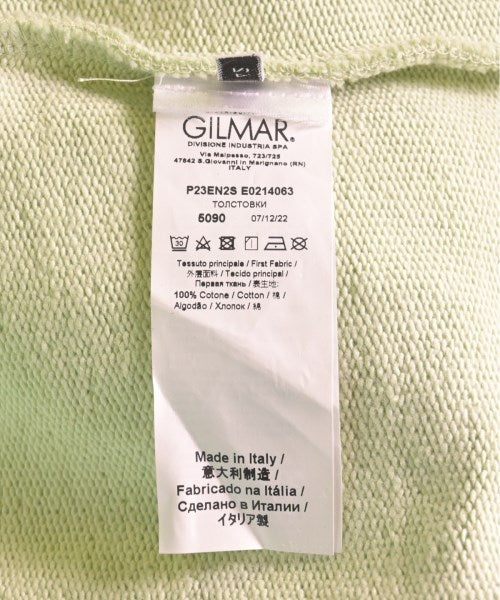 S
GILMAR®
DIVISIONE INDUSTRIA SPA
Via Malpasso, 723/725
47842 S.Giovanni in Marignano (RN)
ITALY
P23EN2S E0214063
ТОЛСТОВКИ
5090 07/12/22
30
Tessuto principale / First Fabric /
外層面料 / Tecido principal /
Первая ткань / 表生地:
100% Cotone / Cotton / 棉 /
Algodão / Хлопок / 綿
Made in Italy /
意大利制造 /
Fabricado na Itália /
Сделано в Италии /
イタリア製